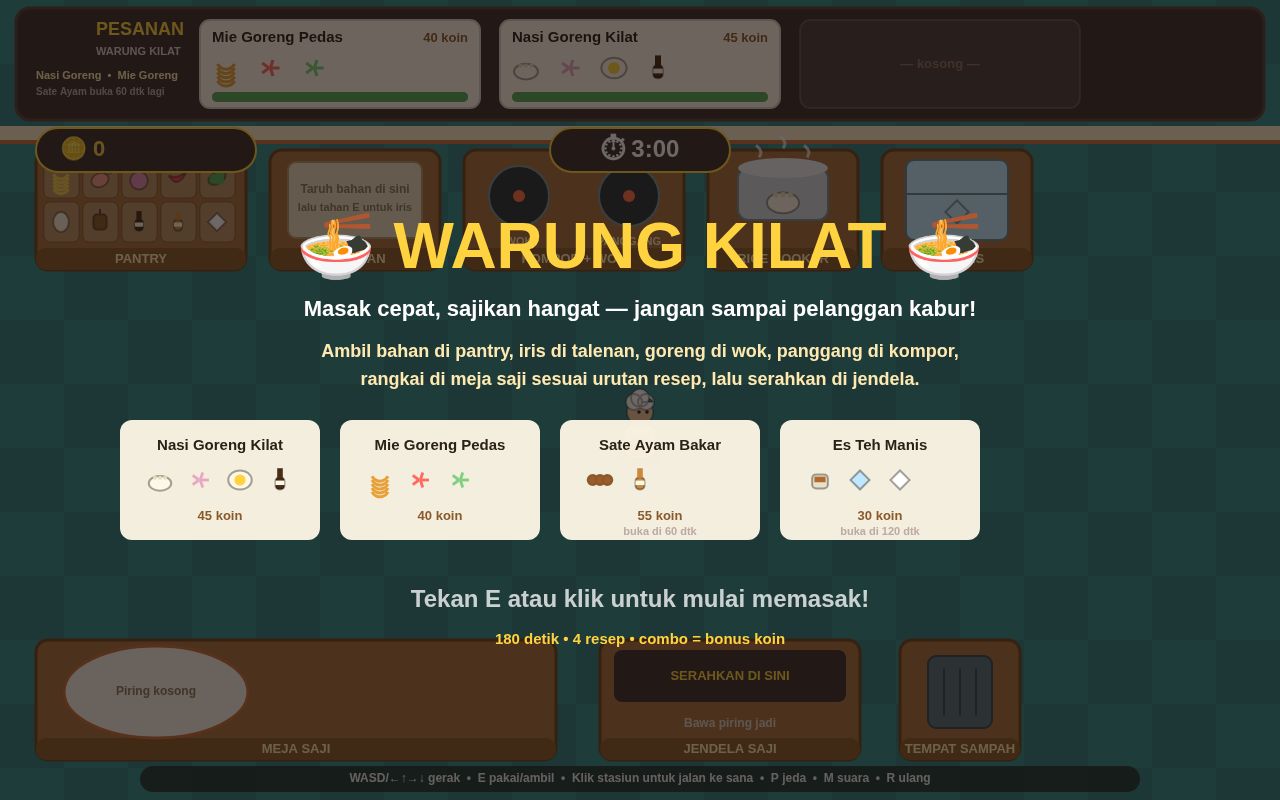 PESANAN
WARUNG KILAT
Nasi Goreng • Mie Goreng
Sate Ayam buka 60 dtk lagi
Mie Goreng Pedas
40 koin
Nasi Goreng Kilat
45 koin
— kosong —
0
3:00
Taruh bahan di sini
lalu tahan E untuk iris
PANTRY
WARUNG KILAT
Masak cepat, sajikan hangat — jangan sampai pelanggan kabur!
Ambil bahan di pantry, iris di talenan, goreng di wok, panggang di kompor,
rangkai di meja saji sesuai urutan resep, lalu serahkan di jendela.
Nasi Goreng Kilat
45 koin
Mie Goreng Pedas
40 koin
Sate Ayam Bakar
55 koin
buka di 60 dtk
Es Teh Manis
30 koin
buka di 120 dtk
Tekan E atau klik untuk mulai memasak!
180 detik • 4 resep • combo = bonus koin
Piring kosong
MEJA SAJI
SERAHKAN DI SINI
Bawa piring jadi
JENDELA SAJI
TEMPAT SAMPAH
WASD/←↑→↓ gerak • E pakai/ambil • Klik stasiun untuk jalan ke sana • P jeda • M suara • R ulang